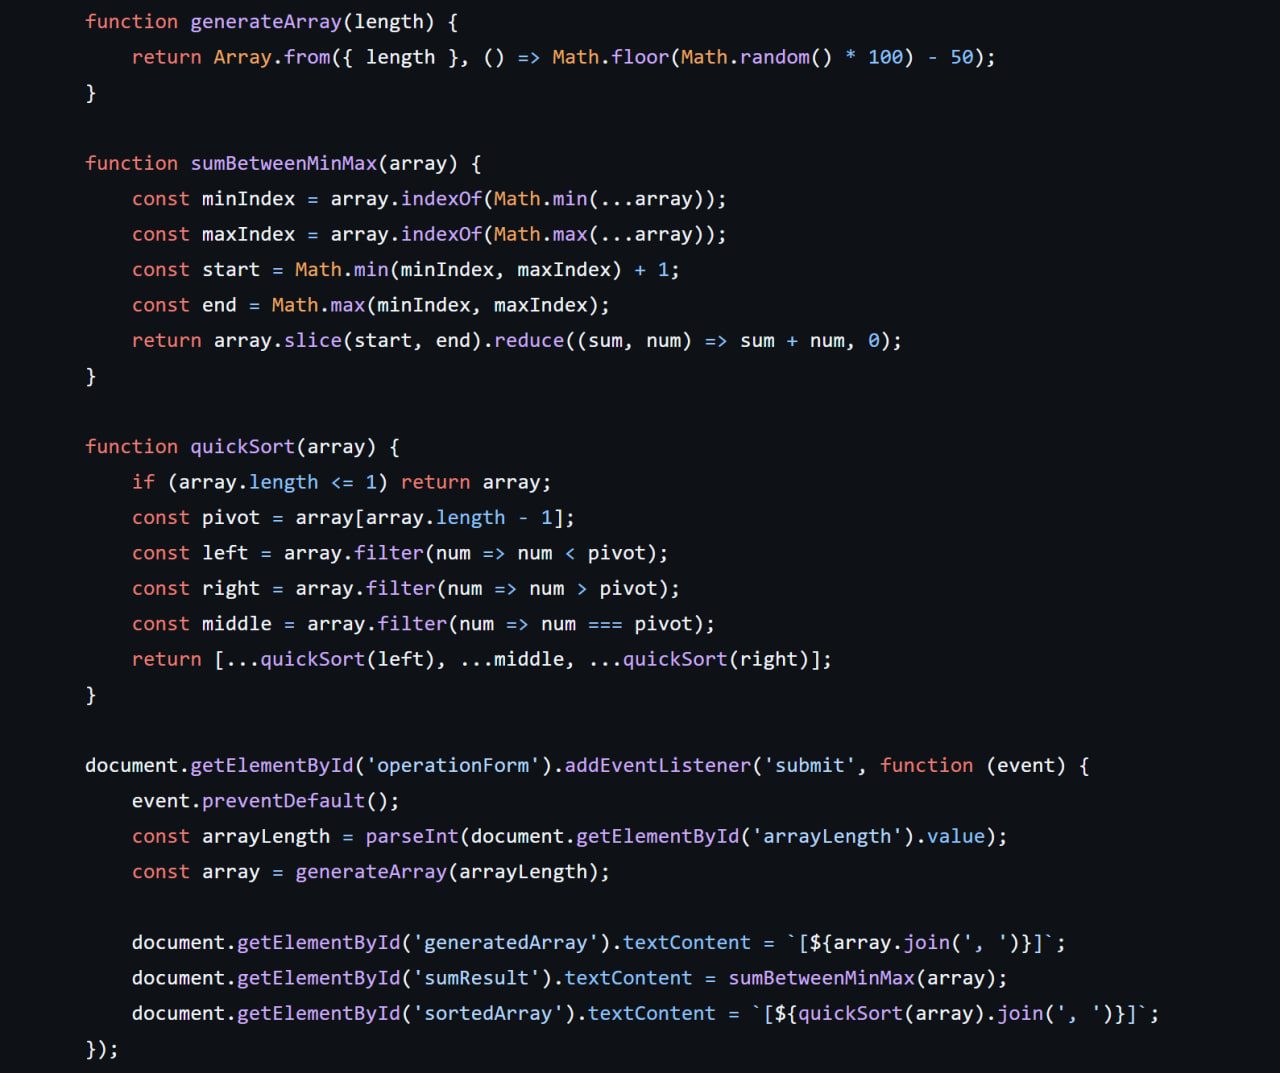 function generateArray(length) {
    return Array.from({ length }, () => Math.floor(Math.random() * 100) - 50);
}

function sumBetweenMinMax(array) {
    const minIndex = array.indexOf(Math.min(...array));
    const maxIndex = array.indexOf(Math.max(...array));
    const start = Math.min(minIndex, maxIndex) + 1;
    const end = Math.max(minIndex, maxIndex);
    return array.slice(start, end).reduce((sum, num) => sum + num, 0);
}

function quickSort(array) {
    if (array.length <= 1) return array;
    const pivot = array[array.length - 1];
    const left = array.filter(num => num < pivot);
    const right = array.filter(num => num > pivot);
    const middle = array.filter(num => num === pivot);
    return [...quickSort(left), ...middle, ...quickSort(right)];
}

document.getElementById('operationForm').addEventListener('submit', function (event) {
    event.preventDefault();
    const arrayLength = parseInt(document.getElementById('arrayLength').value);
    const array = generateArray(arrayLength);

    document.getElementById('generatedArray').textContent = `[${array.join(', ')}]`;
    document.getElementById('sumResult').textContent = sumBetweenMinMax(array);
    document.getElementById('sortedArray').textContent = `[${quickSort(array).join(', ')}]`;
});